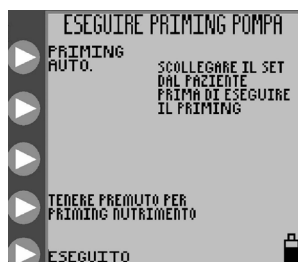 ESEGUIRE PRIMING POMPA
PRIMING
AUTO.
SCOLLEGARE IL SET
DAL PAZIENTE
PRIMA DI ESEGUIRE
IL PRIMING
TENERE PREMUTO PER
PRIMING NUTRIMENTO
ESEGUITO